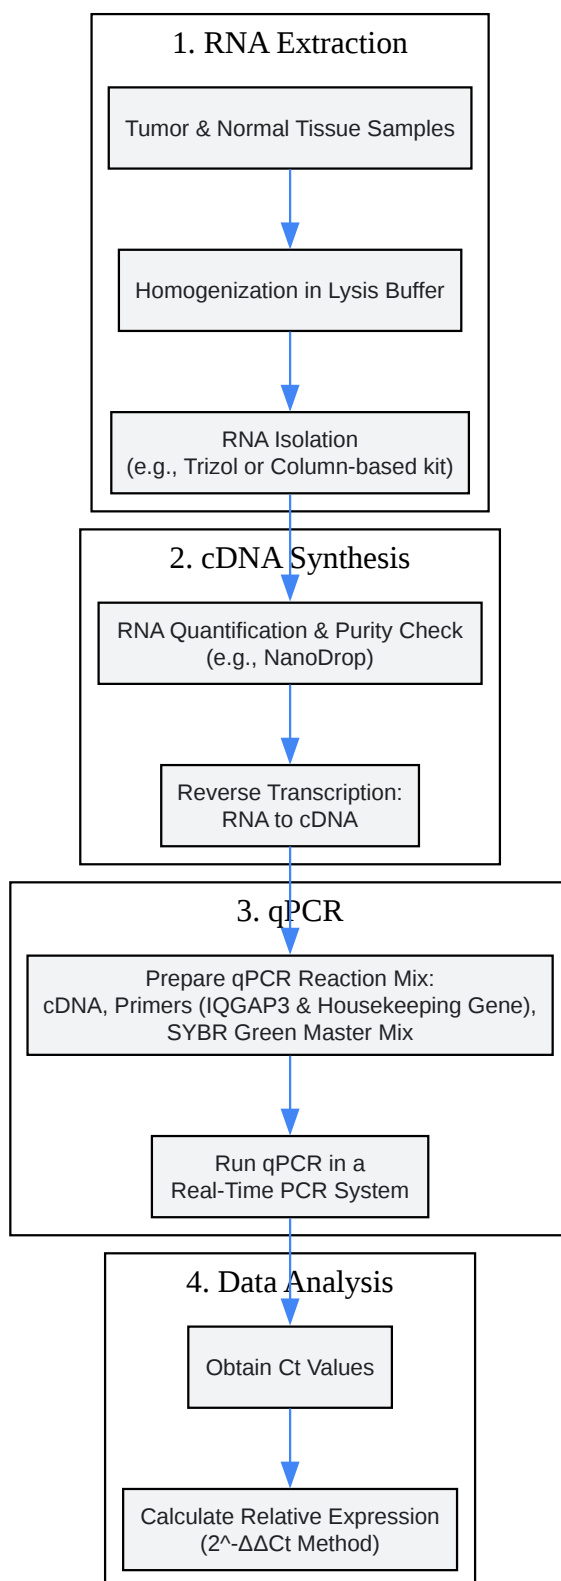 1. RNA Extraction
Tumor & Normal Tissue Samples
Homogenization in Lysis Buffer
RNA Isolation
(e.g., Trizol or Column-based kit)
2. cDNA Synthesis
RNA Quantification & Purity Check
(e.g., NanoDrop)
Reverse Transcription:
RNA to cDNA
3. qPCR
Prepare qPCR Reaction Mix:
cDNA, Primers (IQGAP3 & Housekeeping Gene),
SYBR Green Master Mix
Run qPCR in a
Real-Time PCR System
4. Data Analysis
Obtain Ct Values
Calculate Relative Expression
(2^-ΔΔCt Method)